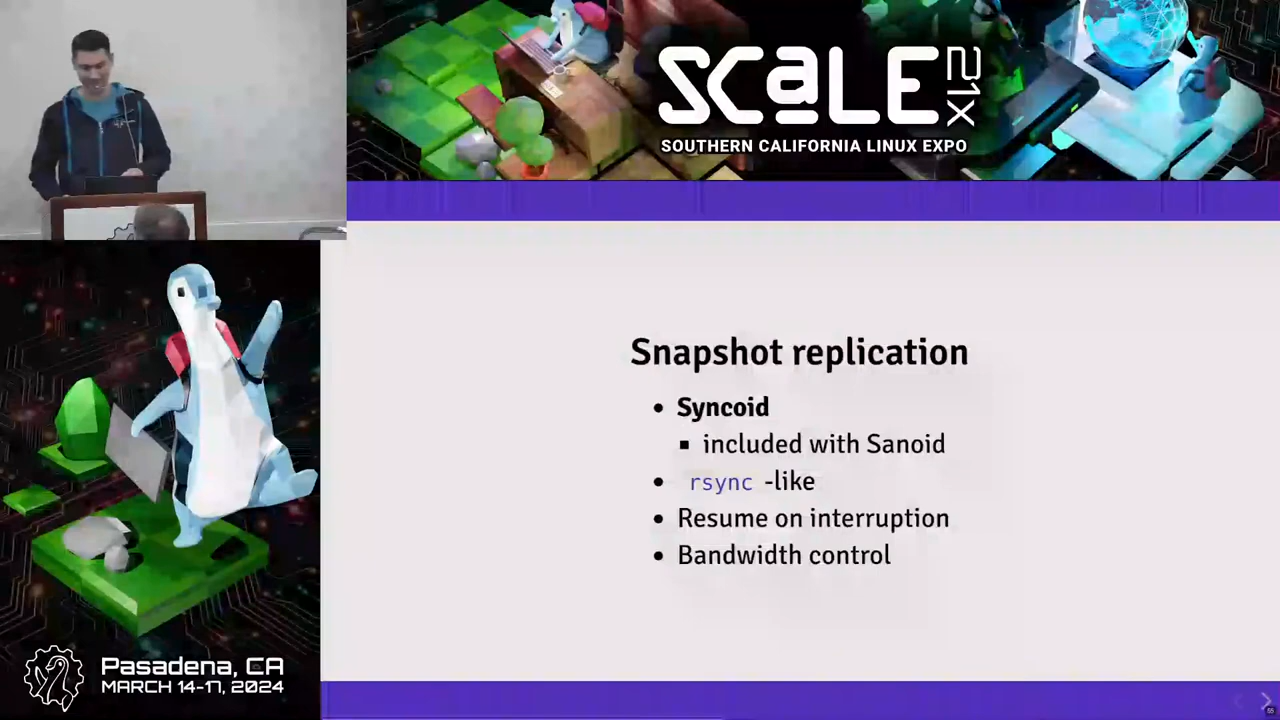 SCaLE 21X
SOUTHERN CALIFORNIA LINUX EXPO
Snapshot replication
• Syncoid
▪ included with Sanoid
• rsync -like
• Resume on interruption
• Bandwidth control
Pasadena, CA
MARCH 14-17, 2024